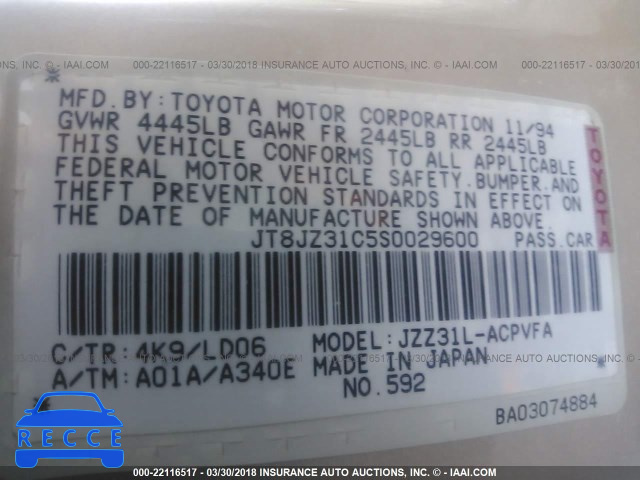 000-22116517 - 03/30/2018 - INSURANCE AUTO AUCTIONS, INC. - IAAI.COM
MFD.BY:TOYOTA MOTOR CORPORATION 11/94
GVWR 4445LB GAWR FR 2445LB RR 2445LB
THIS VEHICLE CONFORMS TO ALL APPLICABLE
FEDERAL MOTOR VEHICLE SAFETY.BUMPER.AND
THEFT PREVENTION STANDARDS IN EFFECT ON
THE DATE OF MANUFACTURE SHOWN ABOVE.
TOYOTA
JT8JZ31C5S0029600 PASS.CAR
C/TR:4K9/LD06 MODEL:JZZ31L-ACPVFA
A/TM:A01A/A340E MADE IN JAPAN
NO.592
BA03074884
RECCE
000-22116517 - 03/30/2018 - INSURANCE AUTO AUCTIONS, INC. - IAAI.COM